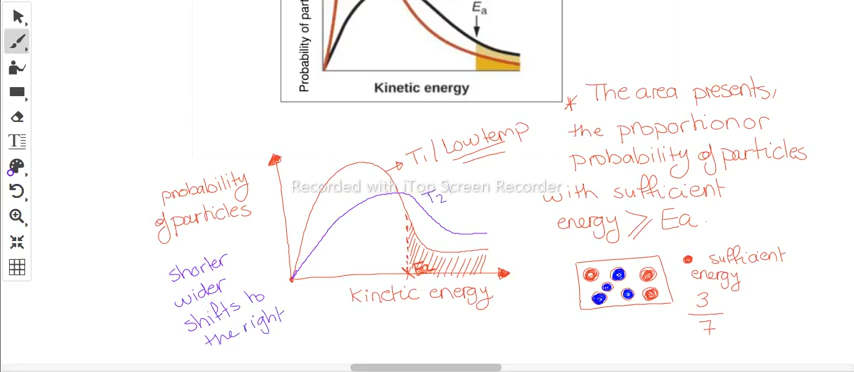 Probability of part
Ea
Kinetic energy
* The area presents,
the proportion or
probability of particles
with sufficient
energy ⩾ Ea.
T1 / Low temp
probability
of particles
Recorded with iTop Screen Recorder
T2
Ea
Kinetic energy
shorter
wider
shifts to
the right
sufficient
energy
3
7